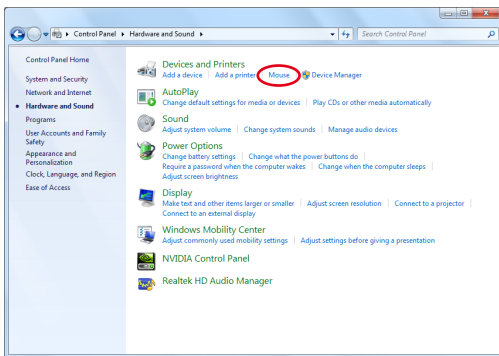 Control Panel Hardware and Sound Search Control Panel
Control Panel Home
System and Security
Network and Internet
Hardware and Sound
Programs
User Accounts and Family
Safety
Appearance and
Personalization
Clock, Language, and Region
Ease of Access
Devices and Printers
Add a device Add a printer Mouse Device Manager
AutoPlay
Change default settings for media or devices Play CDs or other media automatically
Sound
Adjust system volume Change system sounds Manage audio devices
Power Options
Change battery settings Change what the power buttons do
Require a password when the computer wakes Change when the computer sleeps
Adjust screen brightness
Display
Make text and other items larger or smaller Adjust screen resolution Connect to a projector
Connect to an external display
Windows Mobility Center
Adjust commonly used mobility settings Adjust settings before giving a presentation
NVIDIA Control Panel
Realtek HD Audio Manager